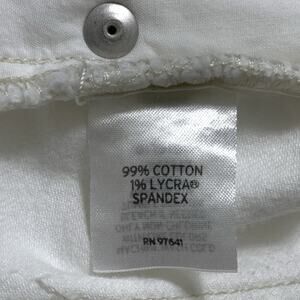 99% COTTON
1% LYCRA®
SPANDEX
RN 97641